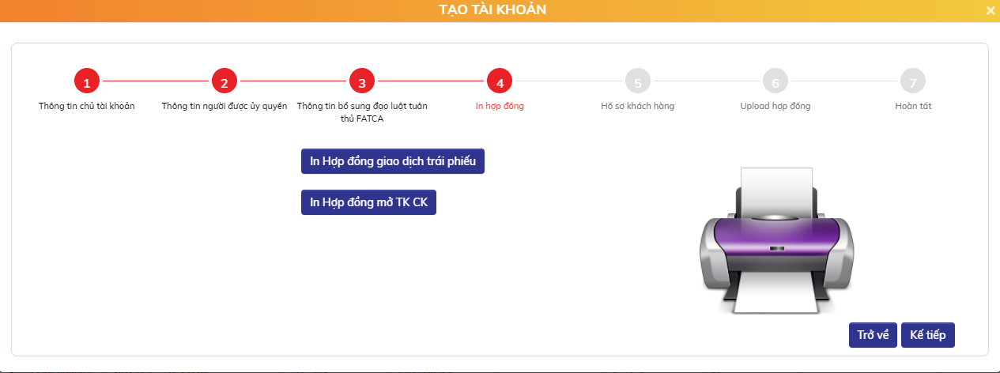 TẠO TÀI KHOẢN
×
1
2
3
4
5
6
7
Thông tin chủ tài khoản
Thông tin người được ủy quyền
Thông tin bổ sung đạo luật tuân
thủ FATCA
In hợp đồng
Hồ sơ khách hàng
Upload hợp đồng
Hoàn tất
In Hợp đồng giao dịch trái phiếu
In Hợp đồng mở TK CK
Trở về
Kế tiếp